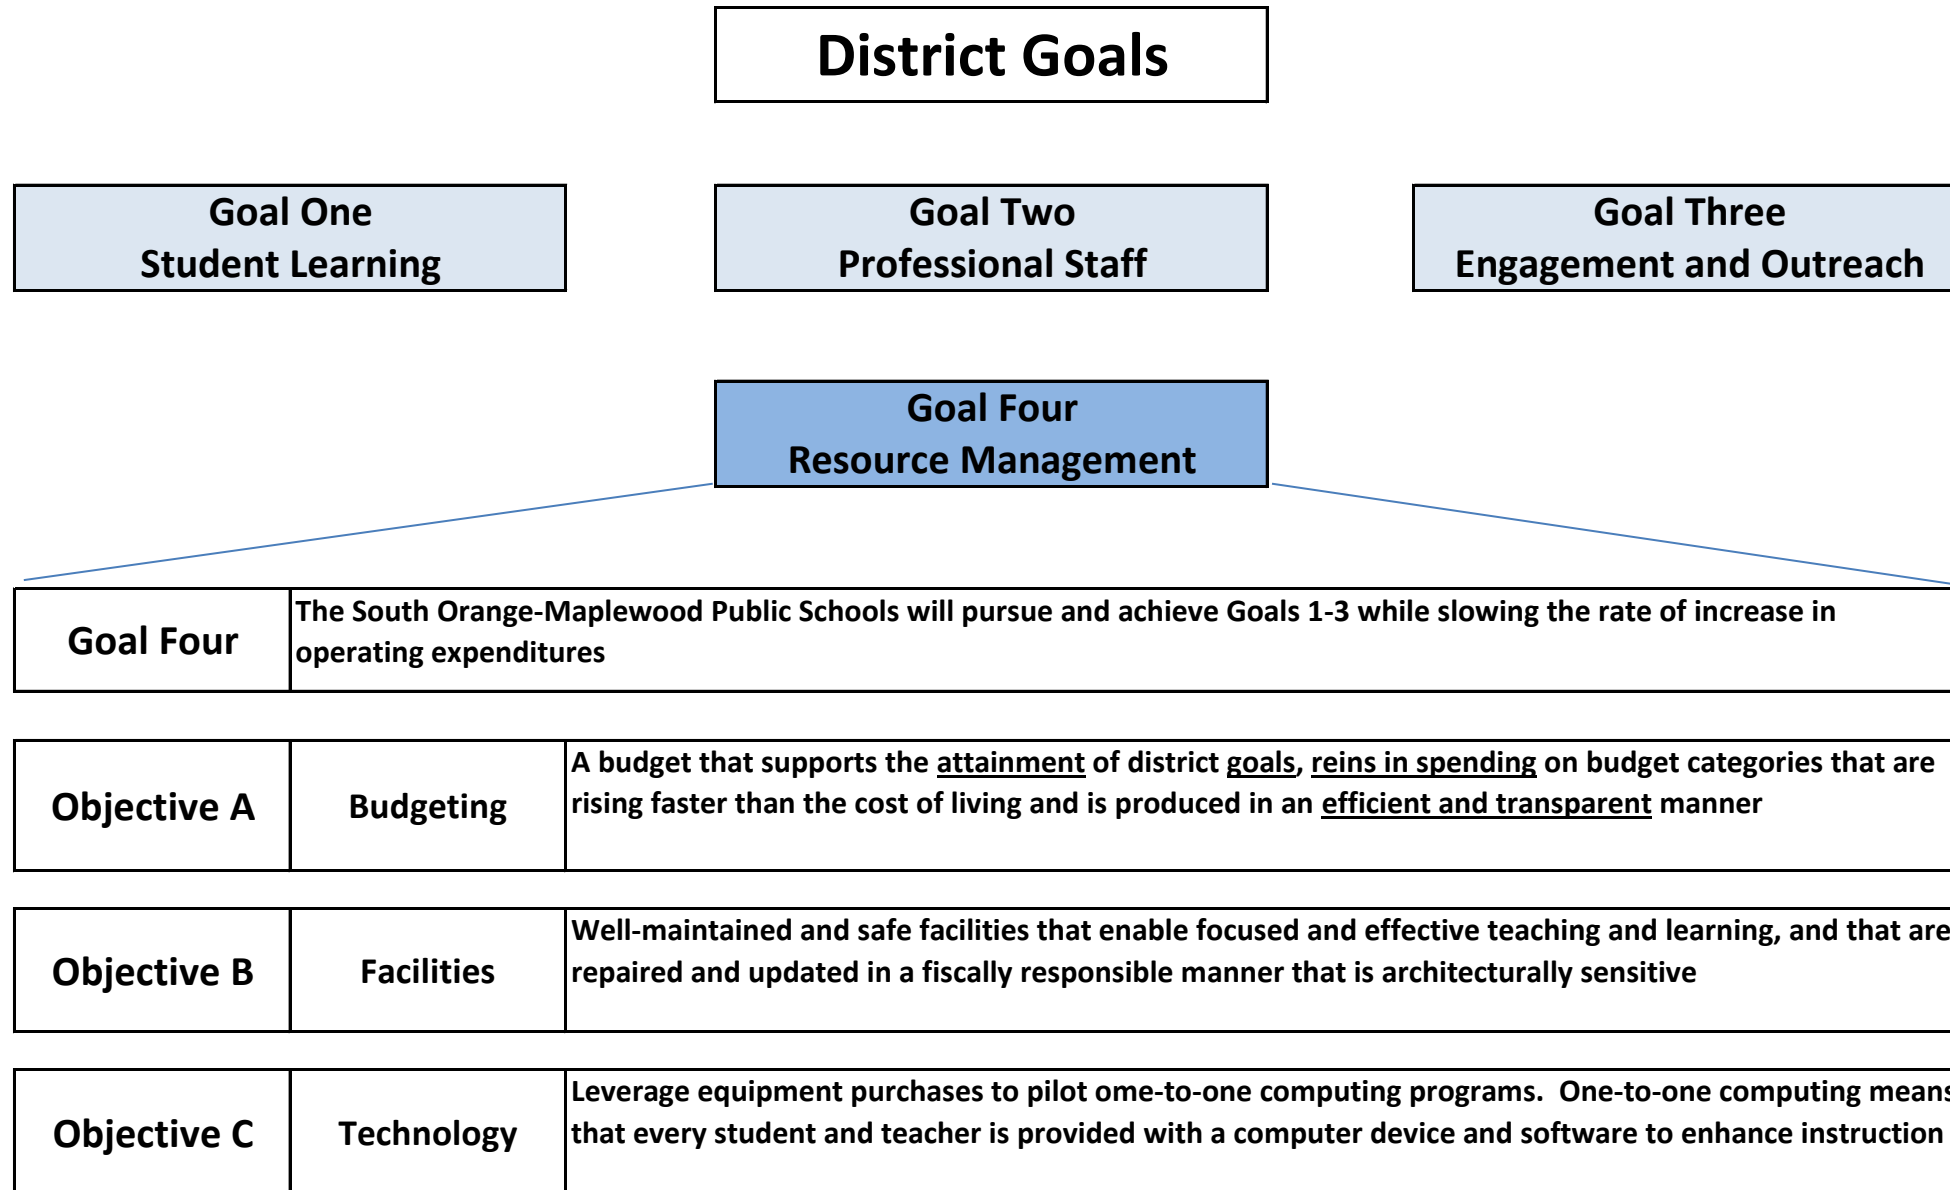 District Goals
Goal One
Student Learning
Goal Two
Professional Staff
Goal Three
Engagement and Outreach
Goal Four
Resource Management
Goal Four
The South Orange-Maplewood Public Schools will pursue and achieve Goals 1-3 while slowing the rate of increase in
operating expenditures
Objective A
Budgeting
A budget that supports the attainment of district goals, reins in spending on budget categories that are
rising faster than the cost of living and is produced in an efficient and transparent manner
Objective B
Facilities
Well-maintained and safe facilities that enable focused and effective teaching and learning, and that are
repaired and updated in a fiscally responsible manner that is architecturally sensitive
Objective C
Technology
Leverage equipment purchases to pilot ome-to-one computing programs.  One-to-one computing means
that every student and teacher is provided with a computer device and software to enhance instruction